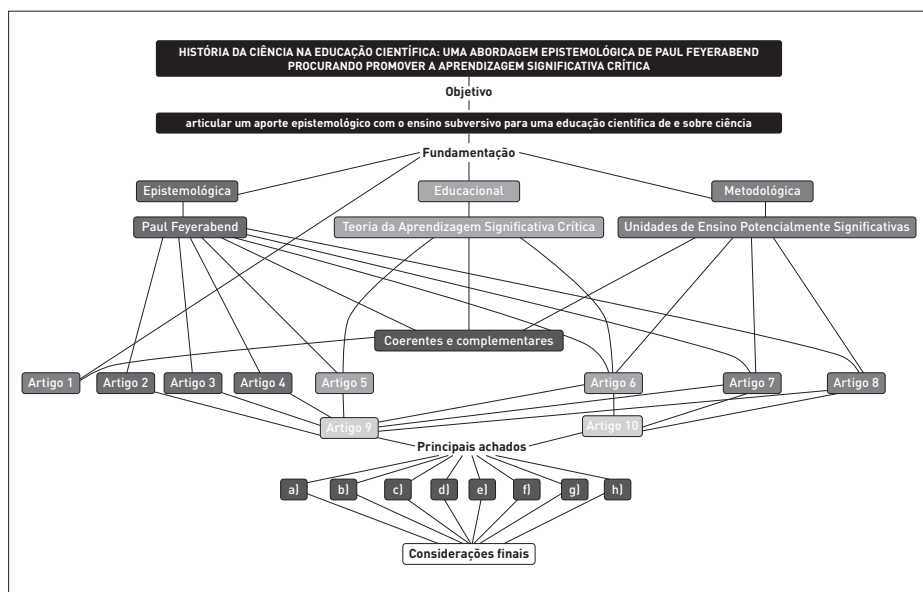 HISTÓRIA DA CIÊNCIA NA EDUCAÇÃO CIENTÍFICA: UMA ABORDAGEM EPISTEMOLÓGICA DE PAUL FEYERABEND
PROCURANDO PROMOVER A APRENDIZAGEM SIGNIFICATIVA CRÍTICA
Objetivo
articular um aporte epistemológico com o ensino subversivo para uma educação científica de e sobre ciência
Fundamentação
Epistemológica
Educacional
Metodológica
Paul Feyerabend
Teoria da Aprendizagem Significativa Crítica
Unidades de Ensino Potencialmente Significativas
Coerentes e complementares
Artigo 1
Artigo 2
Artigo 3
Artigo 4
Artigo 5
Artigo 6
Artigo 7
Artigo 8
Artigo 9
Artigo 10
Principais achados
a)
b)
c)
d)
e)
f)
g)
h)
Considerações finais